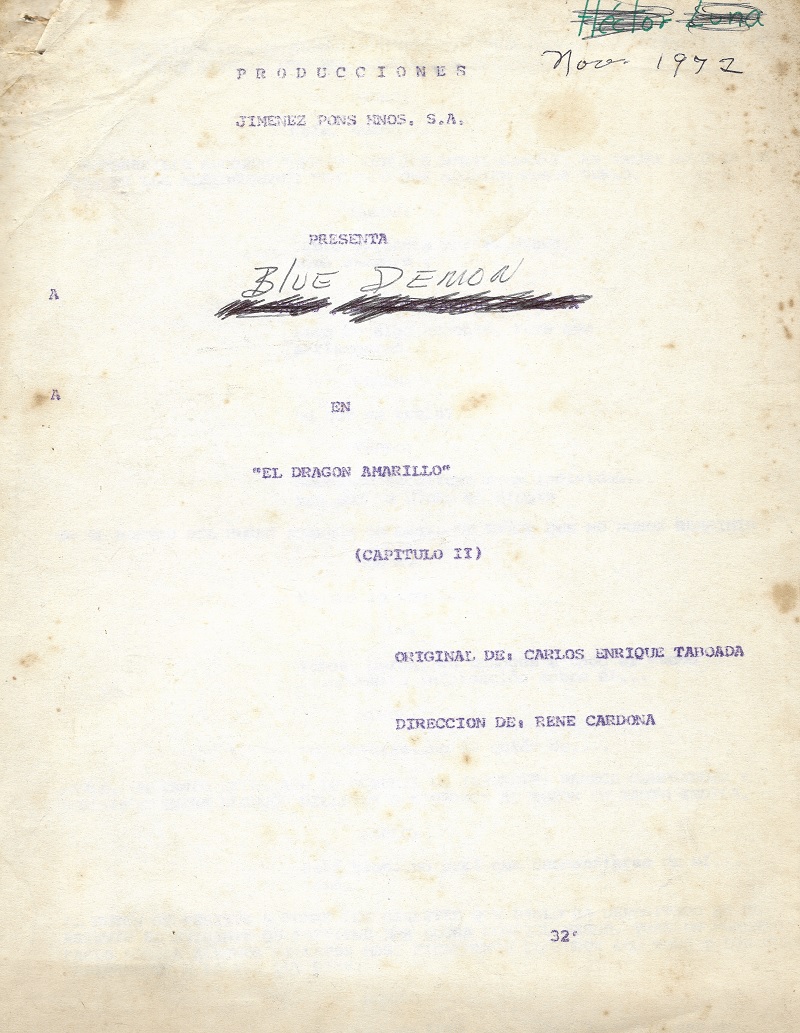 Héctor Luna
Nov. 1972
PRODUCCIONES
JIMENEZ PONS HNOS. S.A.
PRESENTA
BLUE DEMON
A
A
EN
"EL DRAGON AMARILLO"
(CAPITULO II)
ORIGINAL DE: CARLOS ENRIQUE TABOADA
DIRECCION DE: RENE CARDONA
32'